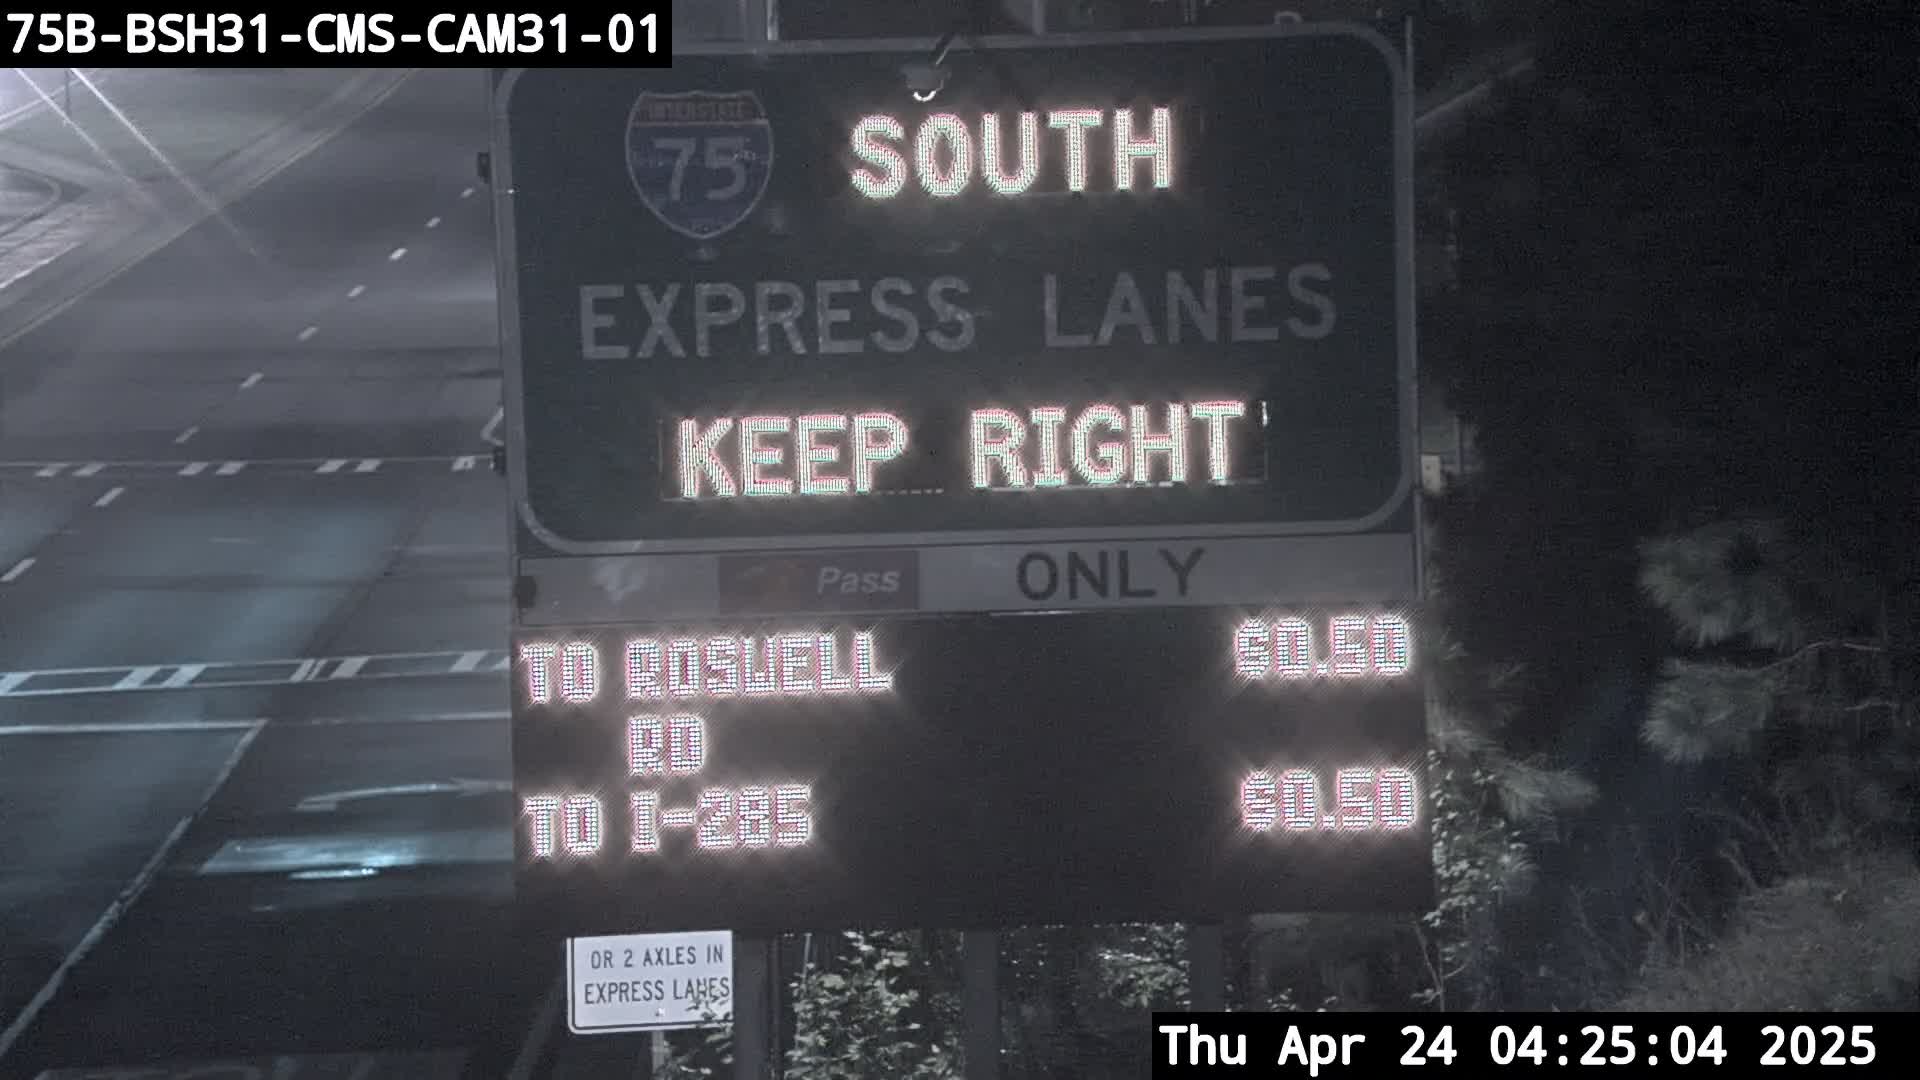 75B-BSH31-CMS-CAM31-01
INTERSTATE
75
SOUTH
EXPRESS LANES
KEEP RIGHT
Pass ONLY
TO ROSWELL $0.50
RD
TO I-285 $0.50
OR 2 AXLES IN
EXPRESS LANES
Thu Apr 24 04:25:04 2025